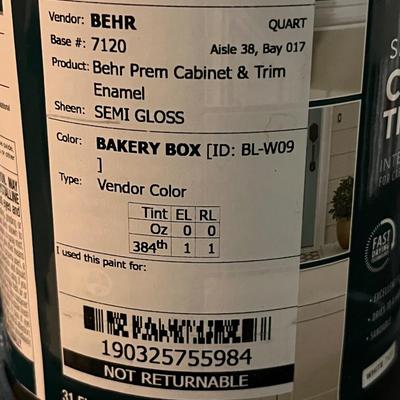 Vendor: BEHR QUART
Base #: 7120 Aisle 38, Bay 017
Product: Behr Prem Cabinet & Trim
Enamel
Sheen: SEMI GLOSS
Color: BAKERY BOX [ID: BL-W09
]
Type: Vendor Color
Tint EL RL
Oz 0 0
384th 1 1
I used this paint for:
190325755984
NOT RETURNABLE
FAST
DRYING